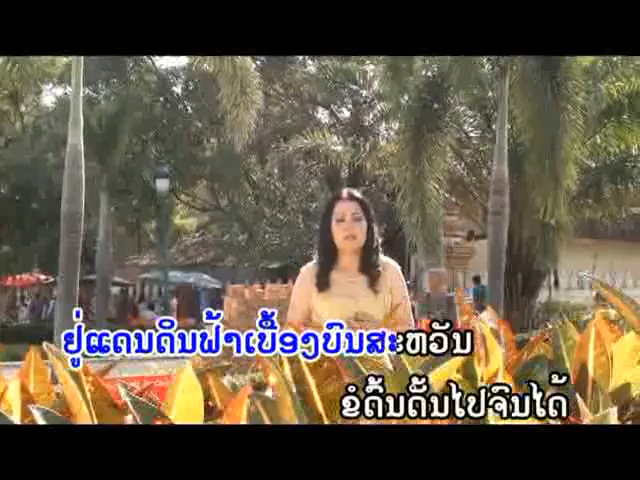 ຢູ່ແດນດິນຟ້າເບື້ອງບົນສະຫວັນ
ຂໍດົ້ນດັ້ນໄປຈົນໄດ້